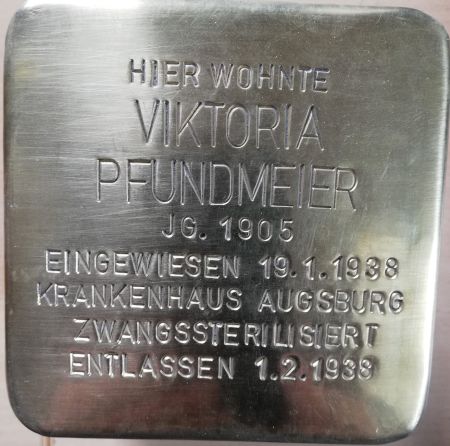 HIER WOHNTE
VIKTORIA
PFUNDMEIER
JG. 1905
EINGEWIESEN 19.1.1938
KRANKENHAUS AUGSBURG
ZWANGSSTERILISIERT
ENTLASSEN 1.2.1938